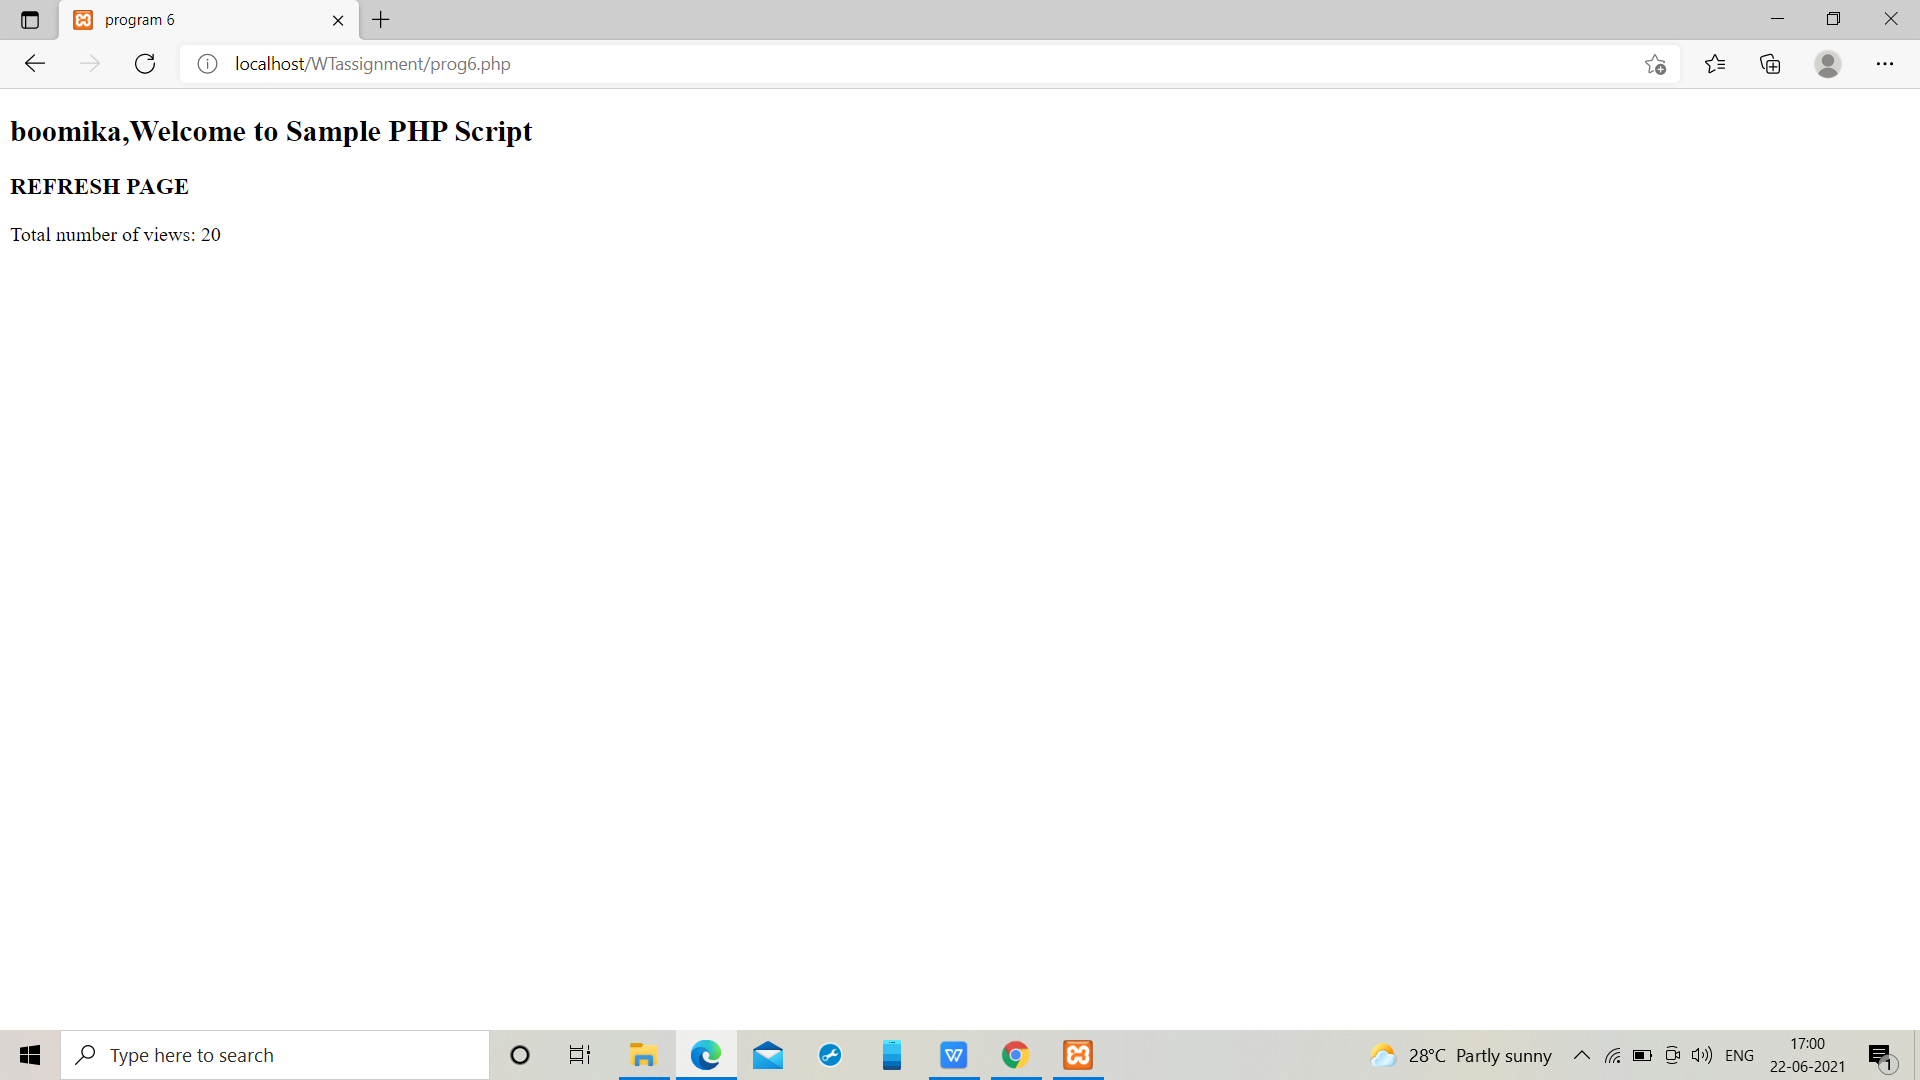 program 6
localhost/WTassignment/prog6.php
boomika,Welcome to Sample PHP Script
REFRESH PAGE
Total number of views: 20
Type here to search
W
28°C Partly sunny
ENG
17:00
22-06-2021
1